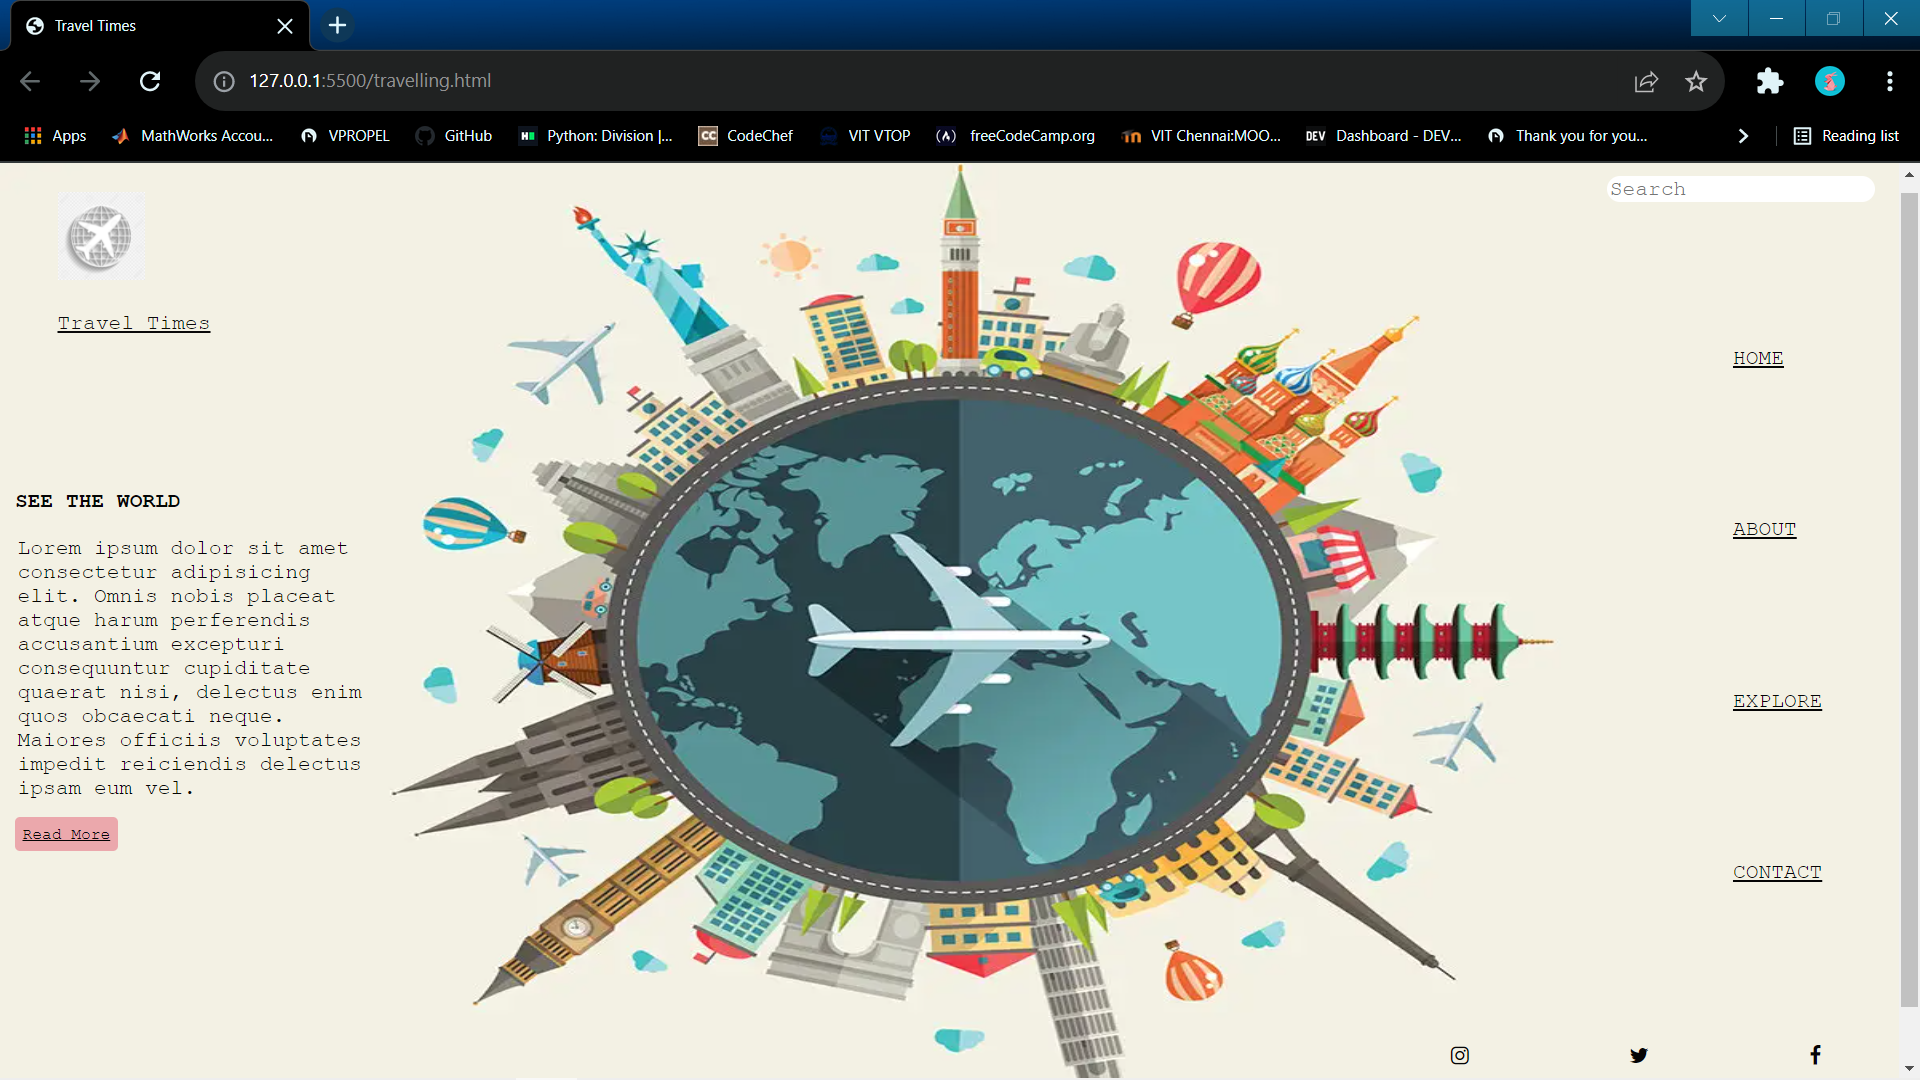 Travel Times
127.0.0.1:5500/travelling.html
Apps
MathWorks Accou...
VPROPEL
GitHub
Python: Division |...
CodeChef
VIT VTOP
freeCodeCamp.org
VIT Chennai:MOO...
DEV Dashboard - DEV...
Thank you for you...
Reading list
Search
Travel Times
HOME
SEE THE WORLD
ABOUT
Lorem ipsum dolor sit amet
consectetur adipisicing
elit. Omnis nobis placeat
atque harum perferendis
accusantium excepturi
consequuntur cupiditate
quaerat nisi, delectus enim
quos obcaecati neque.
Maiores officiis voluptates
impedit reiciendis delectus
ipsam eum vel.
EXPLORE
Read More
CONTACT